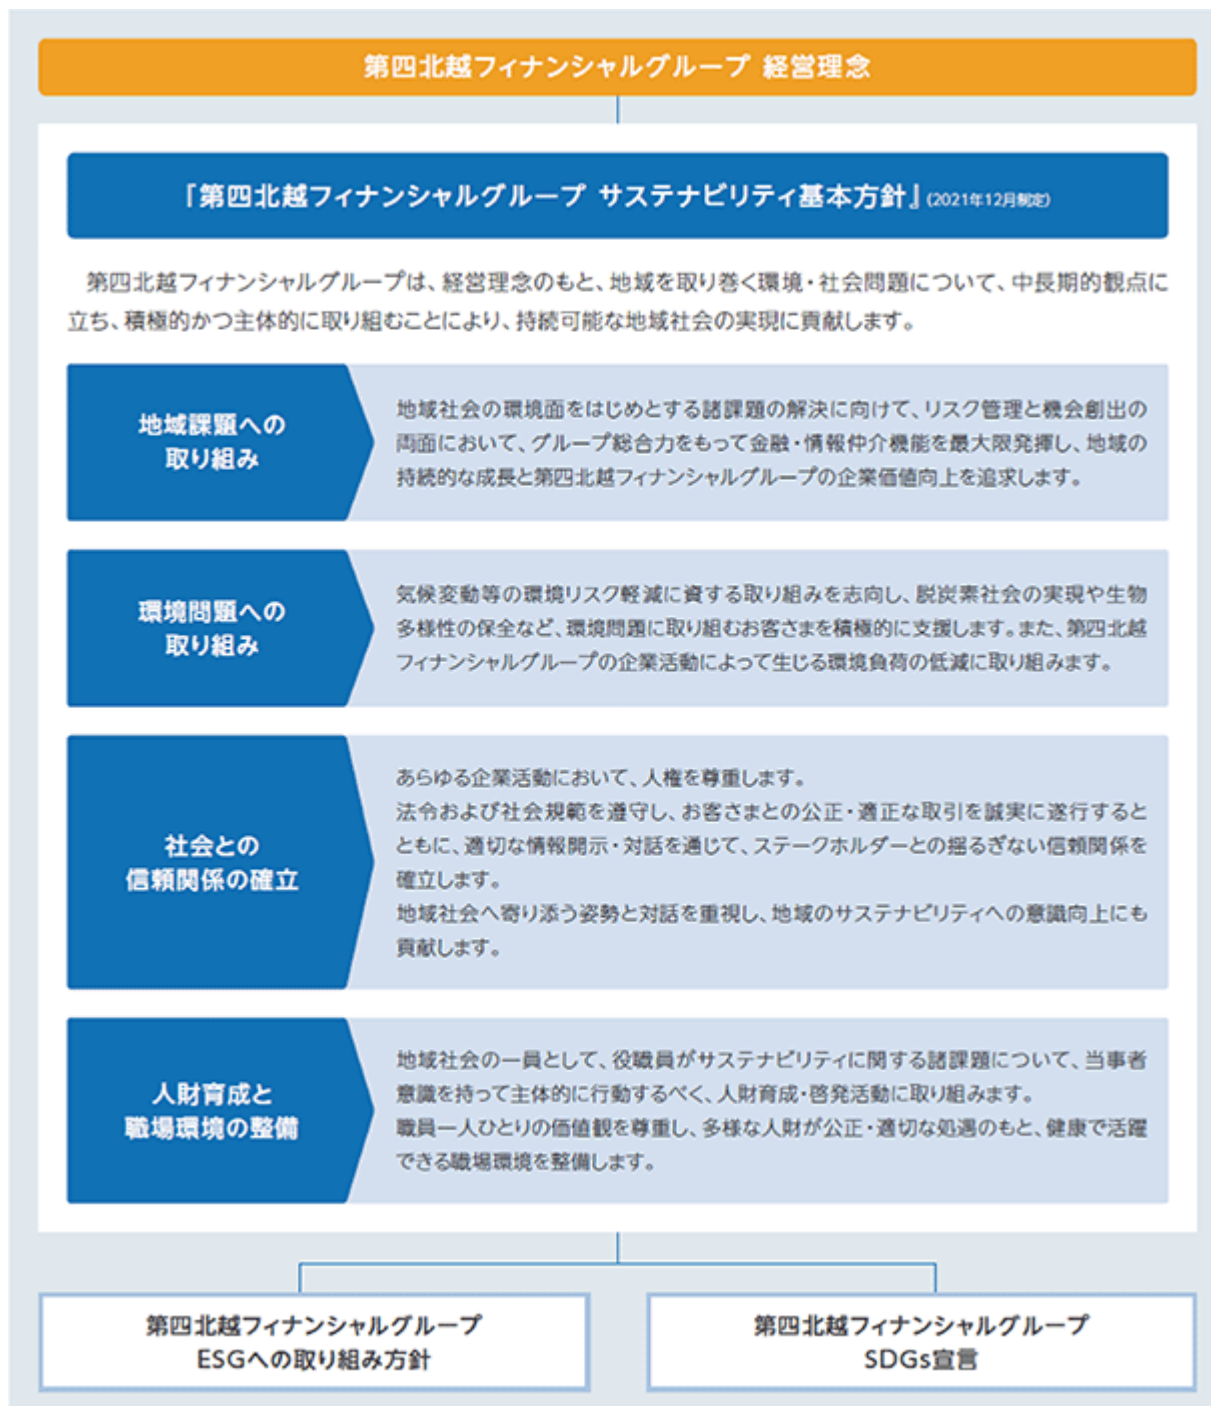 第四北越フィナンシャルグループ 経営理念
『第四北越フィナンシャルグループ サステナビリティ基本方針』(2021年12月制定)
第四北越フィナンシャルグループは、経営理念のもと、地域を取り巻く環境・社会問題について、中長期的観点に
立ち、積極的かつ主体的に取り組むことにより、持続可能な地域社会の実現に貢献します。
地域課題への
取り組み
地域社会の環境面をはじめとする諸課題の解決に向けて、リスク管理と機会創出の
両面において、グループ総合力をもって金融・情報仲介機能を最大限発揮し、地域の
持続的な成長と第四北越フィナンシャルグループの企業価値向上を追求します。
環境問題への
取り組み
気候変動等の環境リスク軽減に資する取り組みを志向し、脱炭素社会の実現や生物
多様性の保全など、環境問題に取り組むお客さまを積極的に支援します。また、第四北越
フィナンシャルグループの企業活動によって生じる環境負荷の低減に取り組みます。
社会との
信頼関係の確立
あらゆる企業活動において、人権を尊重します。
法令および社会規範を遵守し、お客さまとの公正・適正な取引を誠実に遂行すると
ともに、適切な情報開示・対話を通じて、ステークホルダーとの揺るぎない信頼関係を
確立します。
地域社会へ寄り添う姿勢と対話を重視し、地域のサステナビリティへの意識向上にも
貢献します。
人財育成と
職場環境の整備
地域社会の一員として、役職員がサステナビリティに関する諸課題について、当事者
意識を持って主体的に行動するべく、人財育成・啓発活動に取り組みます。
職員一人ひとりの価値観を尊重し、多様な人財が公正・適切な処遇のもと、健康で活躍
できる職場環境を整備します。
第四北越フィナンシャルグループ
ESGへの取り組み方針
第四北越フィナンシャルグループ
SDGs宣言